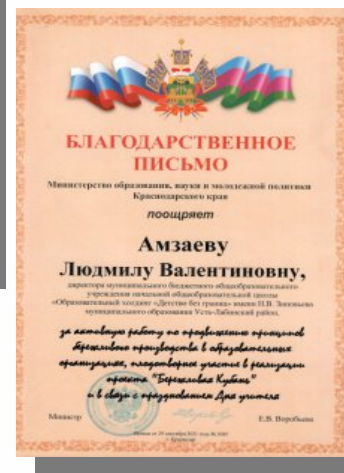 БЛАГОДАРСТВЕННОЕ
ПИСЬМО
Министерство образования, науки и молодежной политики
Краснодарского края
поощряет
Амзаеву
Людмилу Валентиновну,
директора муниципального бюджетного общеобразовательного
учреждения начальной общеобразовательной школы
«Образовательный холдинг «Детство без границ» имени П.В. Зиновьева
муниципального образования Усть-Лабинский район,
за активную работу по продвижению принципов
бережливого производства в образовательных
организациях, плодотворное участие в реализации
проекта "Бережливая Кубань"
и в связи с празднованием Дня учителя
Министр
Е.В. Воробьева
г. Краснодар